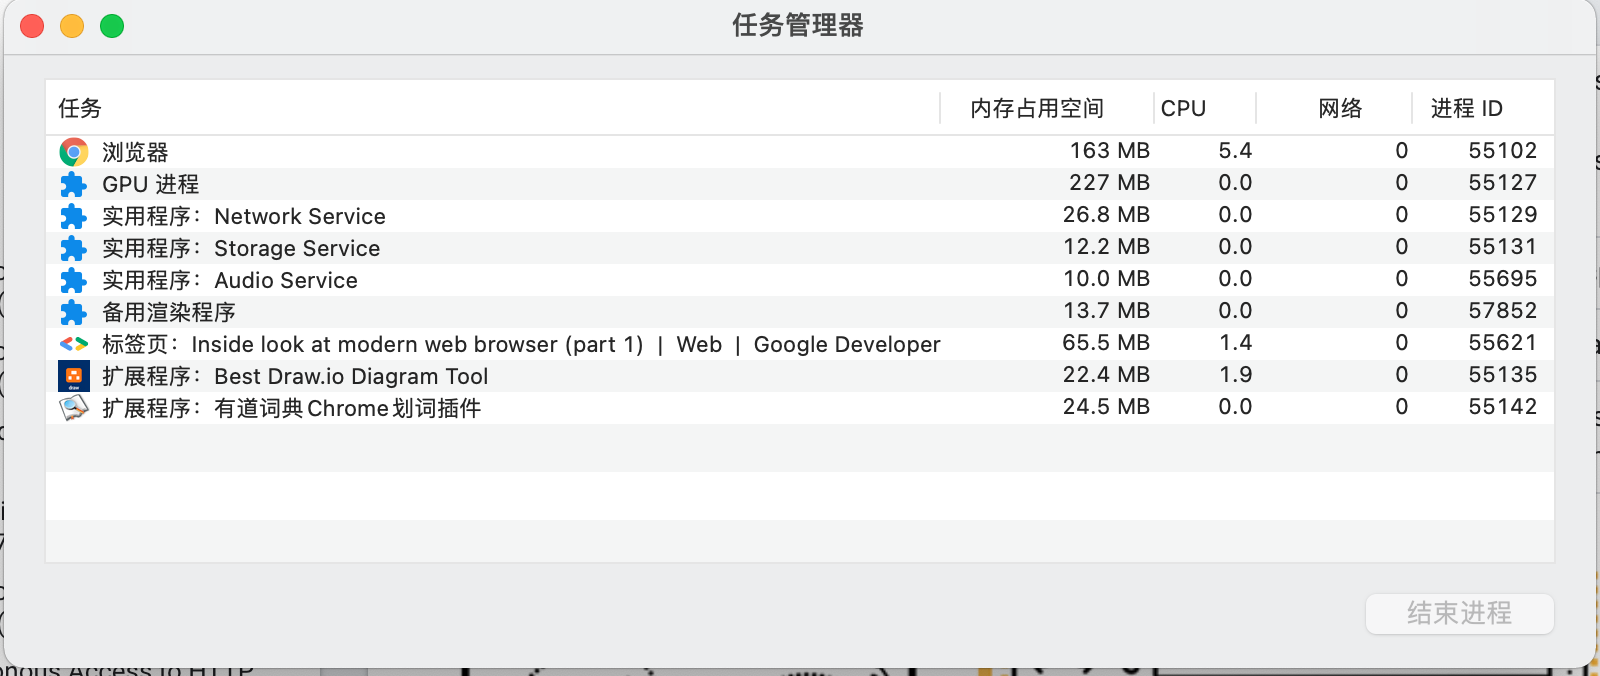 任务管理器
任务 内存占用空间 CPU 网络 进程 ID
浏览器 163 MB 5.4 0 55102
GPU 进程 227 MB 0.0 0 55127
实用程序：Network Service 26.8 MB 0.0 0 55129
实用程序：Storage Service 12.2 MB 0.0 0 55131
实用程序：Audio Service 10.0 MB 0.0 0 55695
备用渲染程序 13.7 MB 0.0 0 57852
标签页：Inside look at modern web browser (part 1) | Web | Google Developer 65.5 MB 1.4 0 55621
扩展程序：Best Draw.io Diagram Tool 22.4 MB 1.9 0 55135
扩展程序：有道词典Chrome划词插件 24.5 MB 0.0 0 55142
结束进程